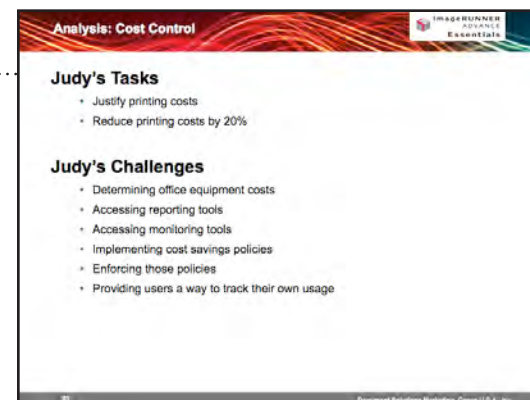 Analysis: Cost Control
imageRUNNER
ADVANCE
Essentials
Judy's Tasks
• Justify printing costs
• Reduce printing costs by 20%
Judy's Challenges
• Determining office equipment costs
• Accessing reporting tools
• Accessing monitoring tools
• Implementing cost savings policies
• Enforcing those policies
• Providing users a way to track their own usage